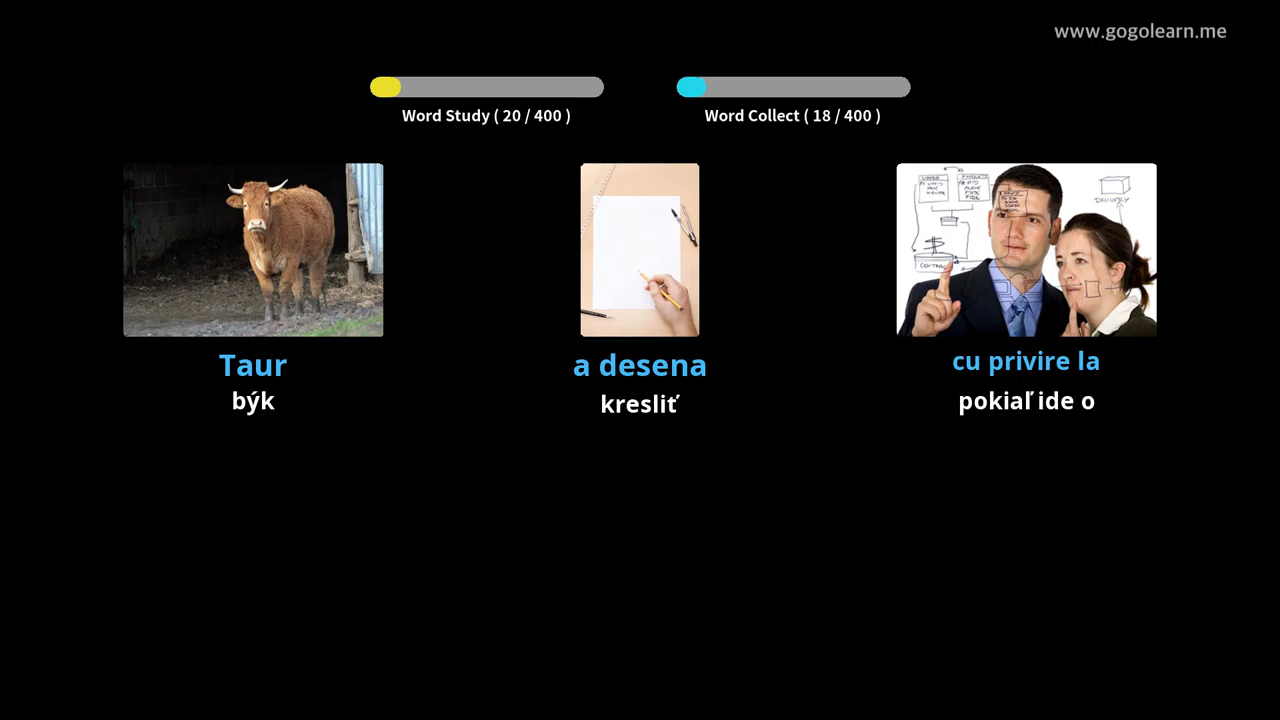 www.gogolearn.me
Word Study ( 20 / 400 )
Word Collect ( 18 / 400 )
Taur
býk
a desena
kresliť
cu privire la
pokiaľ ide o